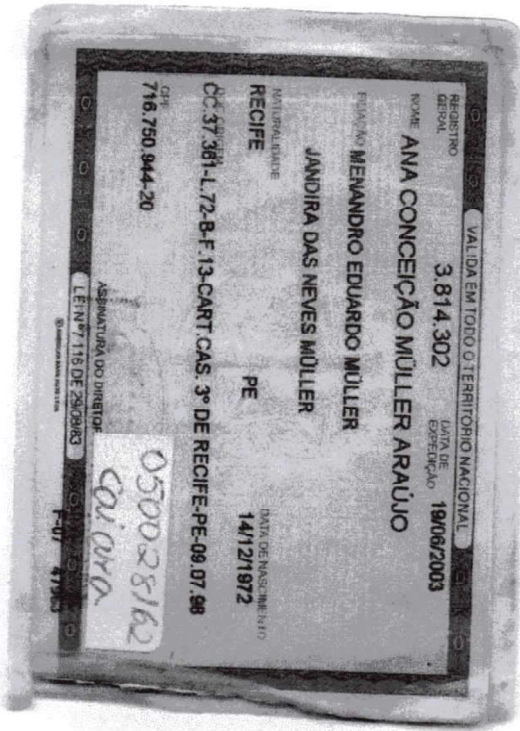 VALIDA EM TODO O TERRITORIO NACIONAL
REGISTRO GERAL 3.814.302 DATA DE EXPEDIÇÃO 19/06/2003
NOME ANA CONCEIÇÃO MÜLLER ARAÚJO
FILIAÇÃO MENANDRO EDUARDO MÜLLER
JANDIRA DAS NEVES MÜLLER
NATURALIDADE DATA DE NASCIMENTO
RECIFE PE 14/12/1972
CC.37.361-L.72-B-F.13-CART.CAS. 3º DE RECIFE-PE-09.07.98
CPF
716.750.944-20
050028162
caiara
ASSINATURA DO DIRETOR
LEI Nº 7.116 DE 29/08/83